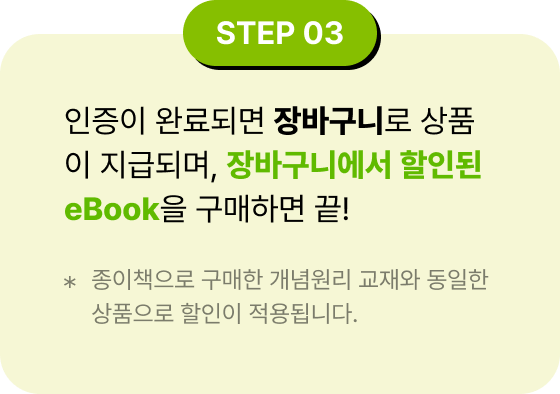 STEP 03
인증이 완료되면 장바구니로 상품
이 지급되며, 장바구니에서 할인된
eBook을 구매하면 끝!
* 종이책으로 구매한 개념원리 교재와 동일한
상품으로 할인이 적용됩니다.